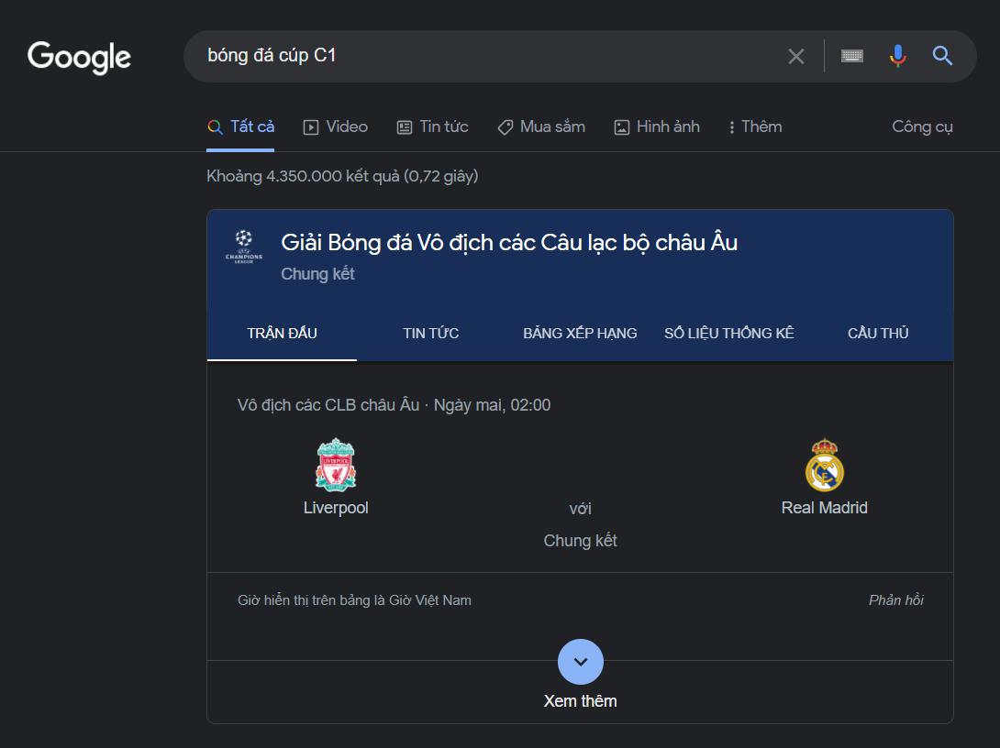 Google
bóng đá cúp C1
Tất cả Video Tin tức Mua sắm Hình ảnh Thêm Công cụ
Khoảng 4.350.000 kết quả (0,72 giây)
UEFA
CHAMPIONS
LEAGUE
Giải Bóng đá Vô địch các Câu lạc bộ châu Âu
Chung kết
TRẬN ĐẤU TIN TỨC BẢNG XẾP HẠNG SỐ LIỆU THỐNG KÊ CẦU THỦ
Vô địch các CLB châu Âu · Ngày mai, 02:00
LIVERPOOL
Liverpool với Real Madrid
Chung kết
Giờ hiển thị trên bảng là Giờ Việt Nam Phản hồi
Xem thêm